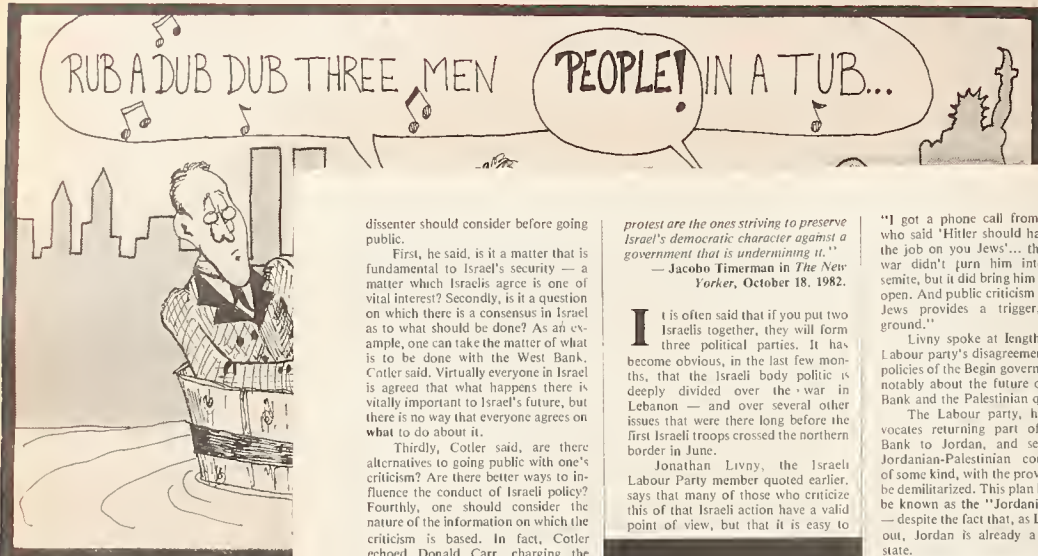 RUB A DUB DUB THREE MEN PEOPLE! IN A TUB...
dissenter should consider before going
public.
First, he said, is it a matter that is
fundamental to Israel's security — a
matter which Israelis agree is one of
vital interest? Secondly, is it a question
on which there is a consensus in Israel
as to what should be done? As an ex-
ample, one can take the matter of what
is to be done with the West Bank,
Cotler said. Virtually everyone in Israel
is agreed that what happens there is
vitally important to Israel's future, but
there is no way that everyone agrees on
what to do about it.
Thirdly, Cotler said, are there
alternatives to going public with one's
criticism? Are there better ways to in-
fluence the conduct of Israeli policy?
Fourthly, one should consider the
nature of the information on which the
criticism is based. In fact, Cotler
echoed Donald Carr, charging the
protest are the ones striving to preserve
Israel's democratic character against a
government that is undermining it."
— Jacobo Timerman in The New
Yorker, October 18, 1982.
It is often said that if you put two
Israelis together, they will form
three political parties. It has
become obvious, in the last few mon-
ths, that the Israeli body politic is
deeply divided over the war in
Lebanon — and over several other
issues that were there long before the
first Israeli troops crossed the northern
border in June.
Jonathan Livny, the Israeli
Labour Party member quoted earlier,
says that many of those who criticize
this of that Israeli action have a valid
point of view, but that it is easy to
"I got a phone call from
who said 'Hitler should ha
the job on you Jews'... th
war didn't turn him int
semite, but it did bring him
open. And public criticism
Jews provides a trigger,
ground."
Livny spoke at length
Labour party's disagreeme
policies of the Begin govern
notably about the future o
Bank and the Palestinian q
The Labour party, h
vocates returning part of
Bank to Jordan, and se
Jordanian-Palestinian co
of some kind, with the prov
be demilitarized. This plan
be known as the "Jordani
— despite the fact that, as L
out, Jordan is already a
state.